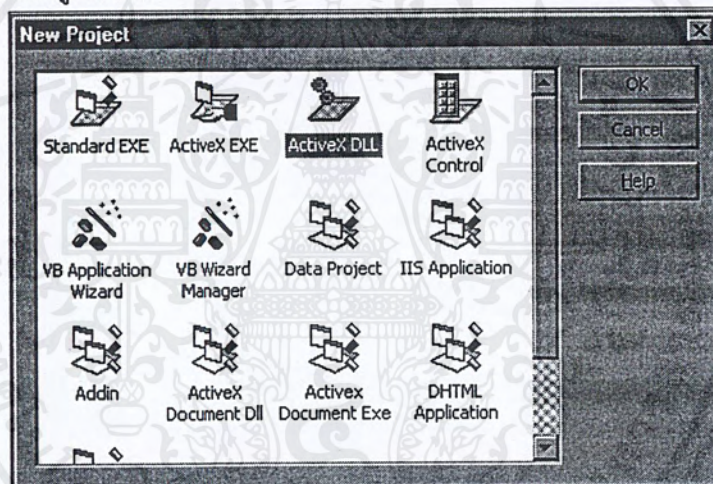 New Project
OK
Cancel
Help
Standard EXE
ActiveX EXE
ActiveX DLL
ActiveX
Control
VB Application
Wizard
VB Wizard
Manager
Data Project
IIS Application
Addin
ActiveX
Document Dll
Activex
Document Exe
DHTML
Application